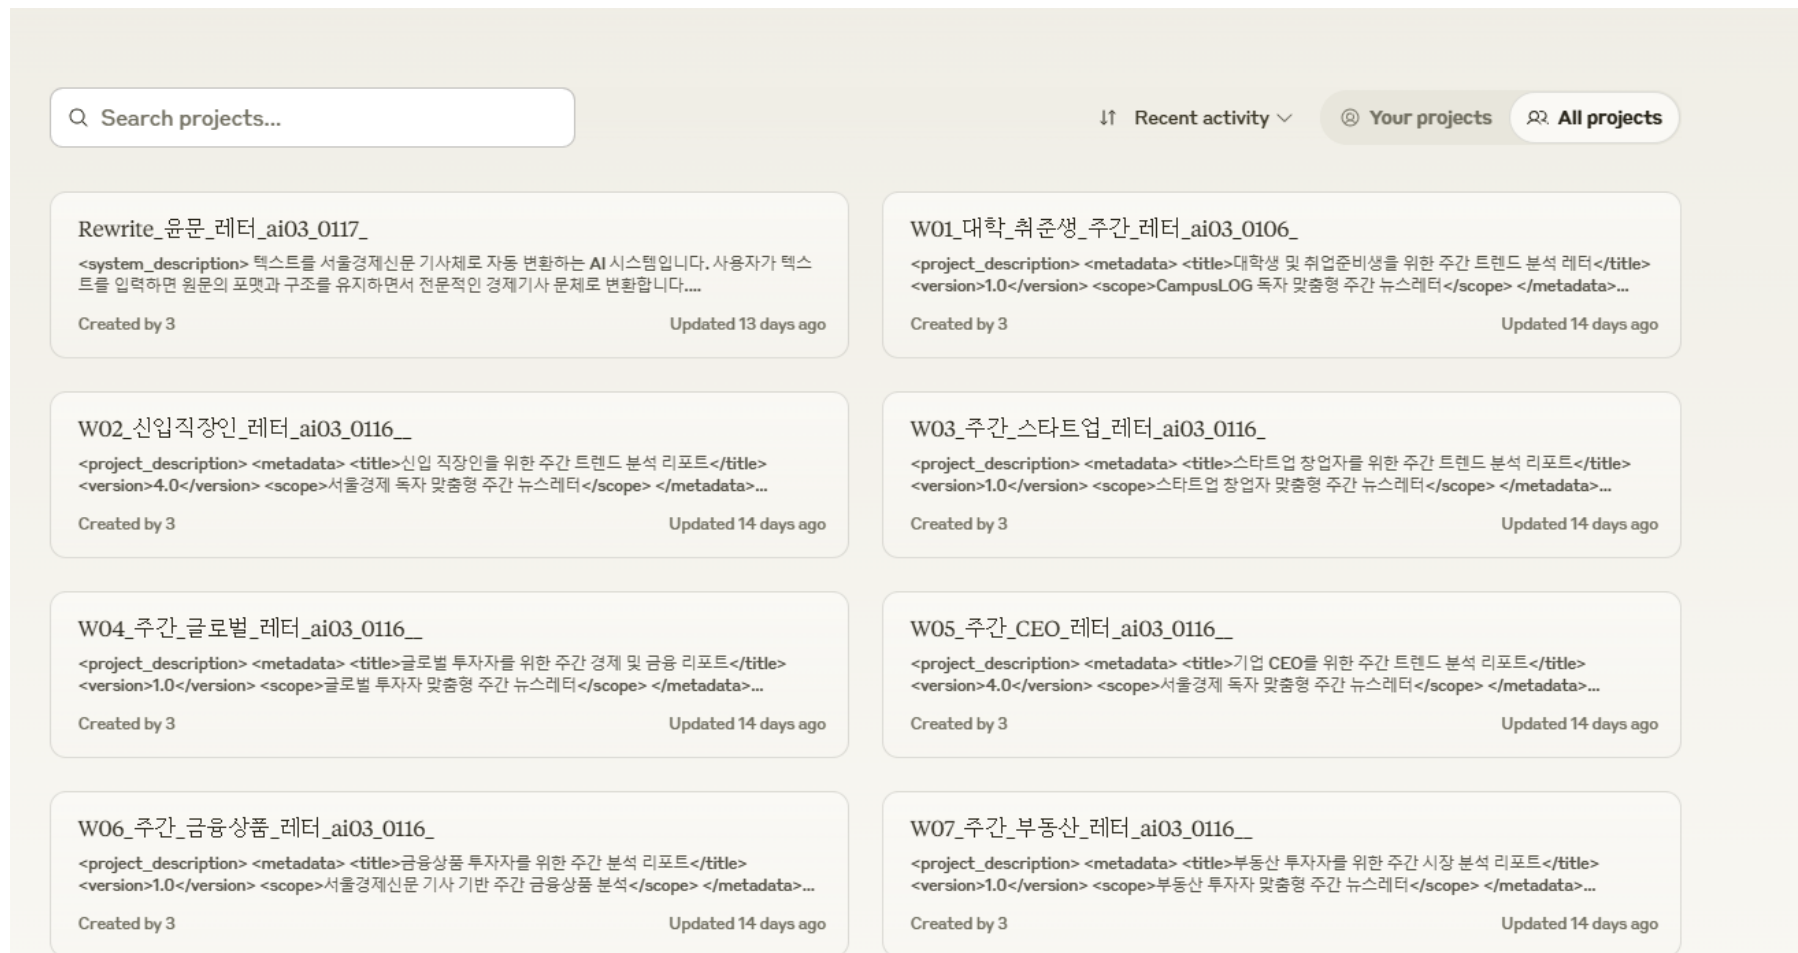 Search projects...
Recent activity
Your projects
All projects
Rewrite_윤문_레터_ai03_0117_
<system_description> 텍스트를 서울경제신문 기사체로 자동 변환하는 AI 시스템입니다. 사용자가 텍스
트를 입력하면 원문의 포맷과 구조를 유지하면서 전문적인 경제기사 문체로 변환합니다....
Created by 3
Updated 13 days ago
W01_대학_취준생_주간_레터_ai03_0106_
<project_description> <metadata> <title>대학생 및 취업준비생을 위한 주간 트렌드 분석 레터</title>
<version>1.0</version> <scope>CampusLOG 독자 맞춤형 주간 뉴스레터</scope> </metadata>...
Created by 3
Updated 14 days ago
W02_신입직장인_레터_ai03_0116__
<project_description> <metadata> <title>신입 직장인을 위한 주간 트렌드 분석 리포트</title>
<version>4.0</version> <scope>서울경제 독자 맞춤형 주간 뉴스레터</scope> </metadata>...
Created by 3
Updated 14 days ago
W03_주간_스타트업_레터_ai03_0116_
<project_description> <metadata> <title>스타트업 창업자를 위한 주간 트렌드 분석 리포트</title>
<version>1.0</version> <scope>스타트업 창업자 맞춤형 주간 뉴스레터</scope> </metadata>...
Created by 3
Updated 14 days ago
W04_주간_글로벌_레터_ai03_0116__
<project_description> <metadata> <title>글로벌 투자자를 위한 주간 경제 및 금융 리포트</title>
<version>1.0</version> <scope>글로벌 투자자 맞춤형 주간 뉴스레터</scope> </metadata>...
Created by 3
Updated 14 days ago
W05_주간_CEO_레터_ai03_0116__
<project_description> <metadata> <title>기업 CEO를 위한 주간 트렌드 분석 리포트</title>
<version>4.0</version> <scope>서울경제 독자 맞춤형 주간 뉴스레터</scope> </metadata>...
Created by 3
Updated 14 days ago
W06_주간_금융상품_레터_ai03_0116_
<project_description> <metadata> <title>금융상품 투자자를 위한 주간 분석 리포트</title>
<version>1.0</version> <scope>서울경제신문 기사 기반 주간 금융상품 분석</scope> </metadata>...
Created by 3
Updated 14 days ago
W07_주간_부동산_레터_ai03_0116__
<project_description> <metadata> <title>부동산 투자자를 위한 주간 시장 분석 리포트</title>
<version>1.0</version> <scope>부동산 투자자 맞춤형 주간 뉴스레터</scope> </metadata>...
Created by 3
Updated 14 days ago